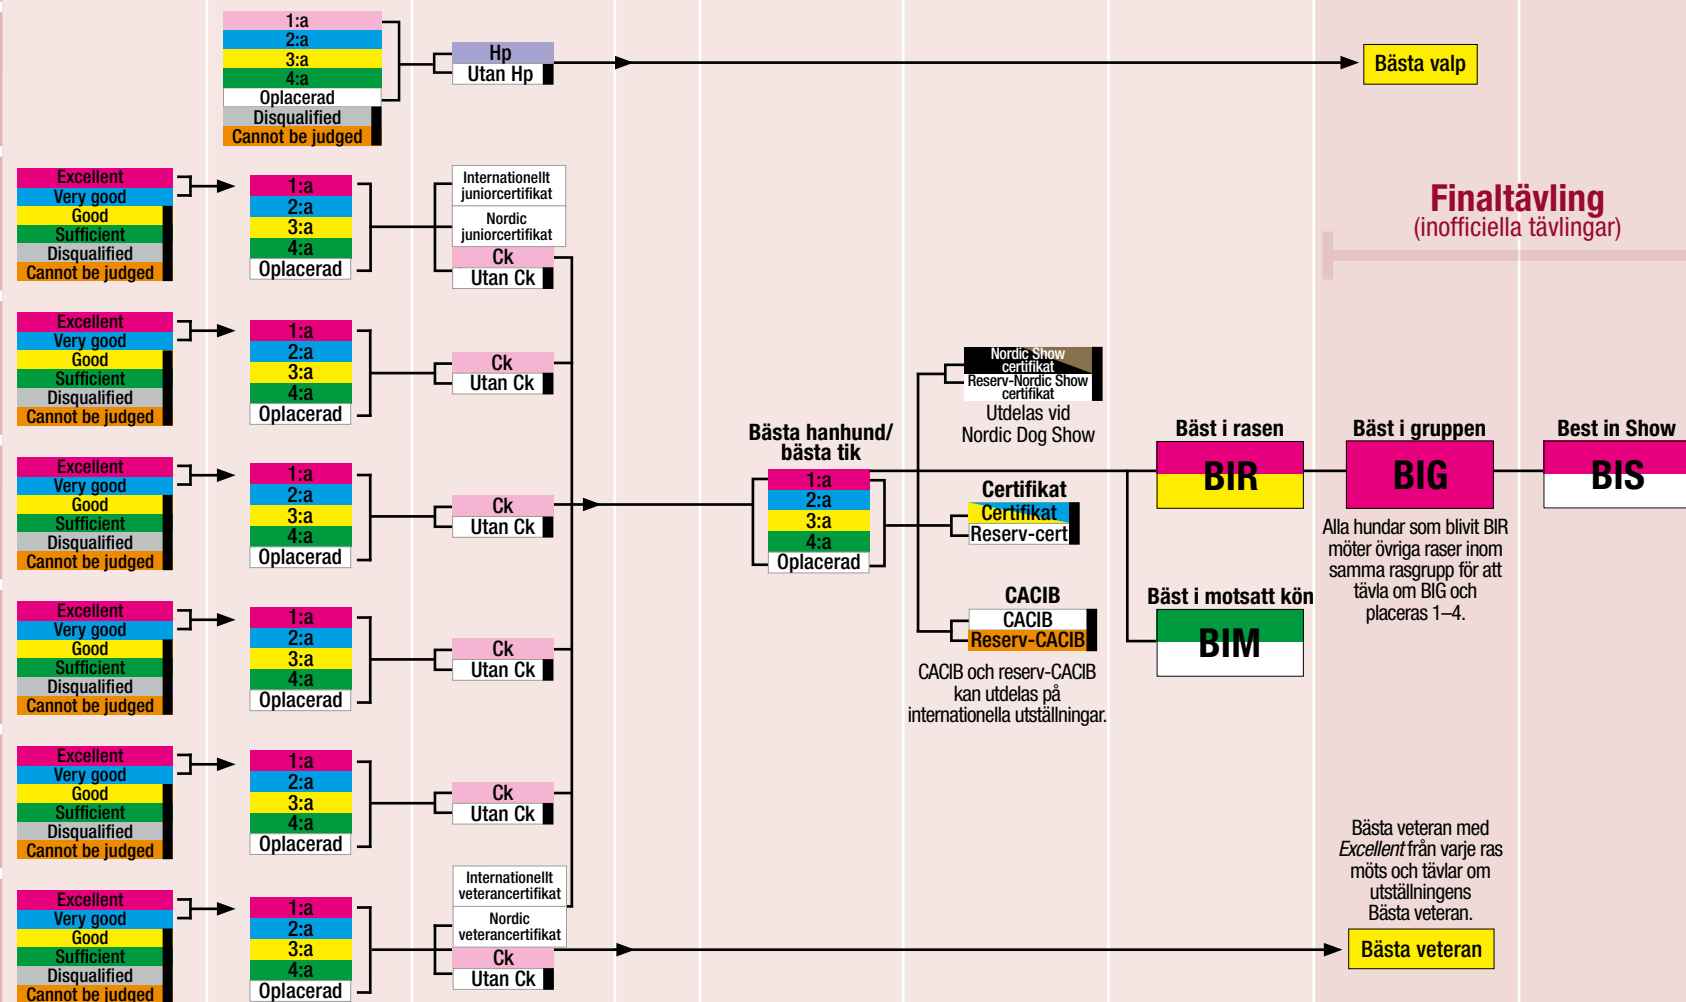 1:a
2:a
3:a
4:a
Oplacerad
Disqualified
Cannot be judged
Hp
Utan Hp
Bästa valp
Excellent
Very good
Good
Sufficient
Disqualified
Cannot be judged
1:a
2:a
3:a
4:a
Oplacerad
Internationellt
juniorcertifikat
Nordic
juniorcertifikat
Ck
Utan Ck
Finaltävling
(inofficiella tävlingar)
Excellent
Very good
Good
Sufficient
Disqualified
Cannot be judged
1:a
2:a
3:a
4:a
Oplacerad
Ck
Utan Ck
Excellent
Very good
Good
Sufficient
Disqualified
Cannot be judged
1:a
2:a
3:a
4:a
Oplacerad
Ck
Utan Ck
Bästa hanhund/
bästa tik
1:a
2:a
3:a
4:a
Oplacerad
Nordic Show
certifikat
Reserv-Nordic Show
certifikat
Utdelas vid
Nordic Dog Show
Certifikat
Certifikat
Reserv-cert
CACIB
CACIB
Reserv-CACIB
CACIB och reserv-CACIB
kan utdelas på
internationella utställningar.
Bäst i rasen
BIR
Bäst i motsatt kön
BIM
Bäst i gruppen
BIG
Alla hundar som blivit BIR
möter övriga raser inom
samma rasgrupp för att
tävla om BIG och
placeras 1–4.
Best in Show
BIS
Excellent
Very good
Good
Sufficient
Disqualified
Cannot be judged
1:a
2:a
3:a
4:a
Oplacerad
Ck
Utan Ck
Excellent
Very good
Good
Sufficient
Disqualified
Cannot be judged
1:a
2:a
3:a
4:a
Oplacerad
Ck
Utan Ck
Excellent
Very good
Good
Sufficient
Disqualified
Cannot be judged
1:a
2:a
3:a
4:a
Oplacerad
Internationellt
veterancertifikat
Nordic
veterancertifikat
Ck
Utan Ck
Bästa veteran med
Excellent från varje ras
möts och tävlar om
utställningens
Bästa veteran.
Bästa veteran